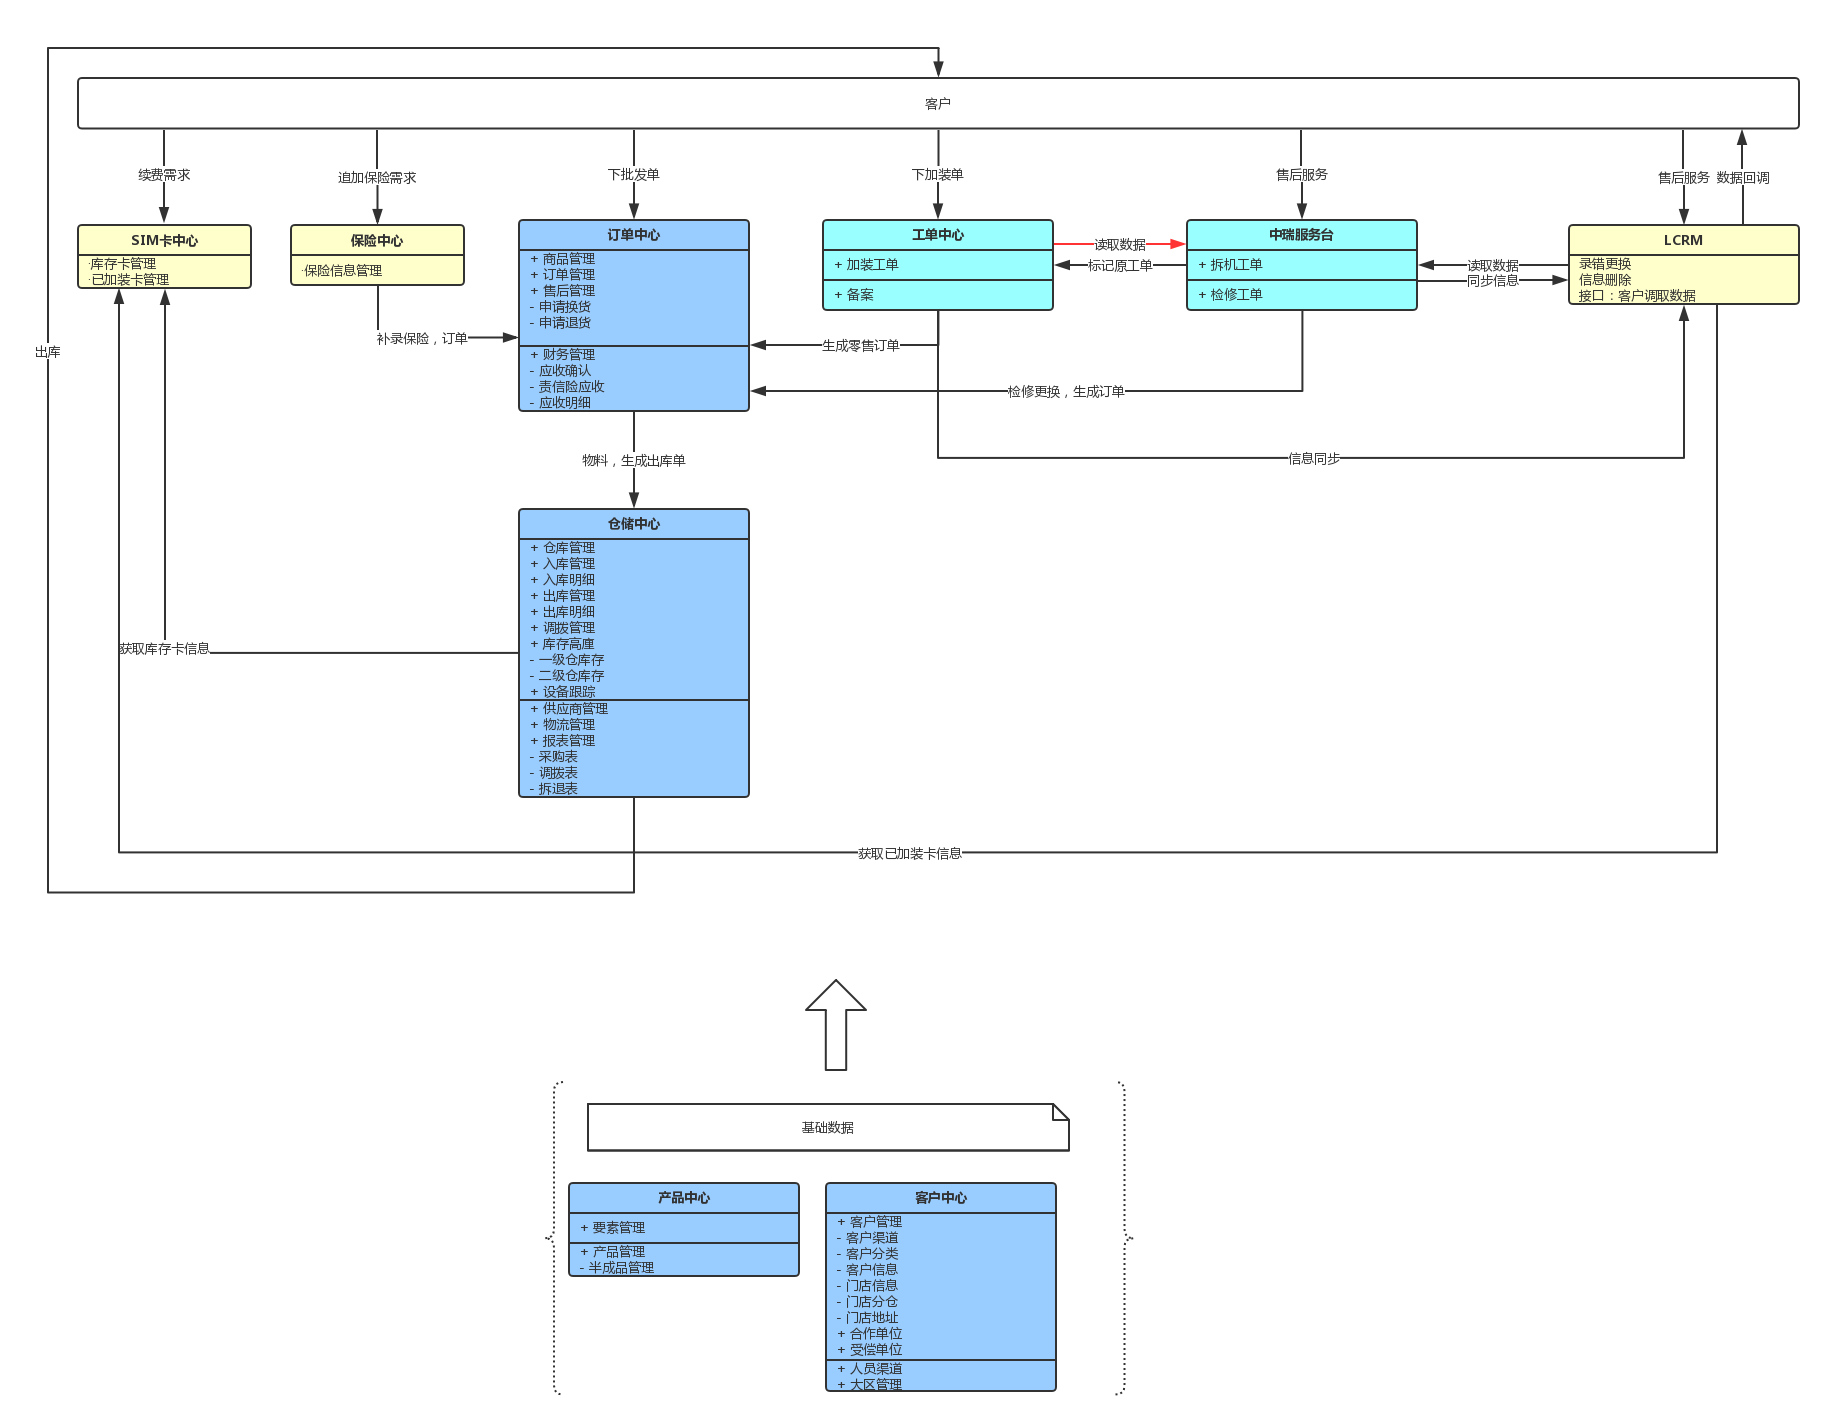 客户
续费需求
追加保险需求
下批发单
下加装单
售后服务
售后服务
数据回调
SIM卡中心
·库存卡管理
·已加装卡管理
保险中心
·保险信息管理
订单中心
+ 商品管理
+ 订单管理
+ 售后管理
- 申请换货
- 申请退货
+ 财务管理
- 应收确认
- 责信险应收
- 应收明细
工单中心
+ 加装工单
+ 备案
读取数据
标记原工单
中瑞服务台
+ 拆机工单
+ 检修工单
读取数据
同步信息
LCRM
录错更换
信息删除
接口：客户调取数据
补录保险，订单
出库
生成零售订单
检修更换，生成订单
物料，生成出库单
信息同步
仓储中心
+ 仓库管理
+ 入库管理
+ 入库明细
+ 出库管理
+ 出库明细
+ 调拨管理
+ 库存高庫
- 一级仓库存
- 二级仓库存
+ 设备跟踪
+ 供应商管理
+ 物流管理
+ 报表管理
- 采购表
- 调拨表
- 拆退表
获取库存卡信息
获取已加装卡信息
基础数据
产品中心
+ 要素管理
+ 产品管理
- 半成品管理
客户中心
+ 客户管理
- 客户渠道
- 客户分类
- 客户信息
- 门店信息
- 门店分仓
- 门店地址
+ 合作单位
+ 受偿单位
+ 人员渠道
+ 大区管理